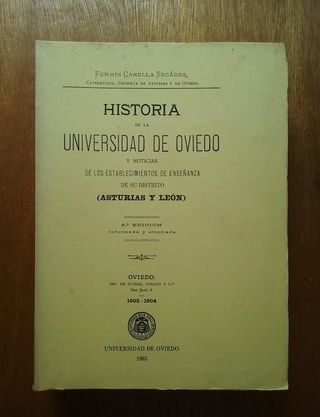 FERMÍN CANELLA SECÁDES,
CATEDRÁTICO, CRONISTA DE ASTURIAS Y DE OVIEDO.
HISTORIA
DE LA
UNIVERSIDAD DE OVIEDO
Y NOTICIAS
DE LOS ESTABLECIMIENTOS DE ENSEÑANZA
DE SU DISTRITO
(ASTURIAS Y LEÓN)
2.ª EDICION
reformada y ampliada
OVIEDO:
IMP. DE FLÓREZ, GUSANO Y C.ª
San José, 6
1903-1904
UNIVERSIDAD DE OVIEDO
1985